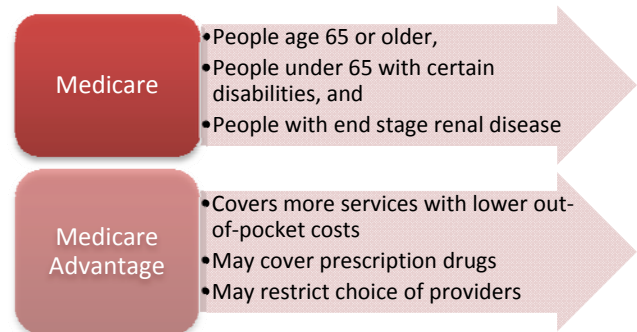 Medicare
•People age 65 or older,
•People under 65 with certain
disabilities, and
•People with end stage renal disease
Medicare
Advantage
•Covers more services with lower out-
of-pocket costs
•May cover prescription drugs
•May restrict choice of providers